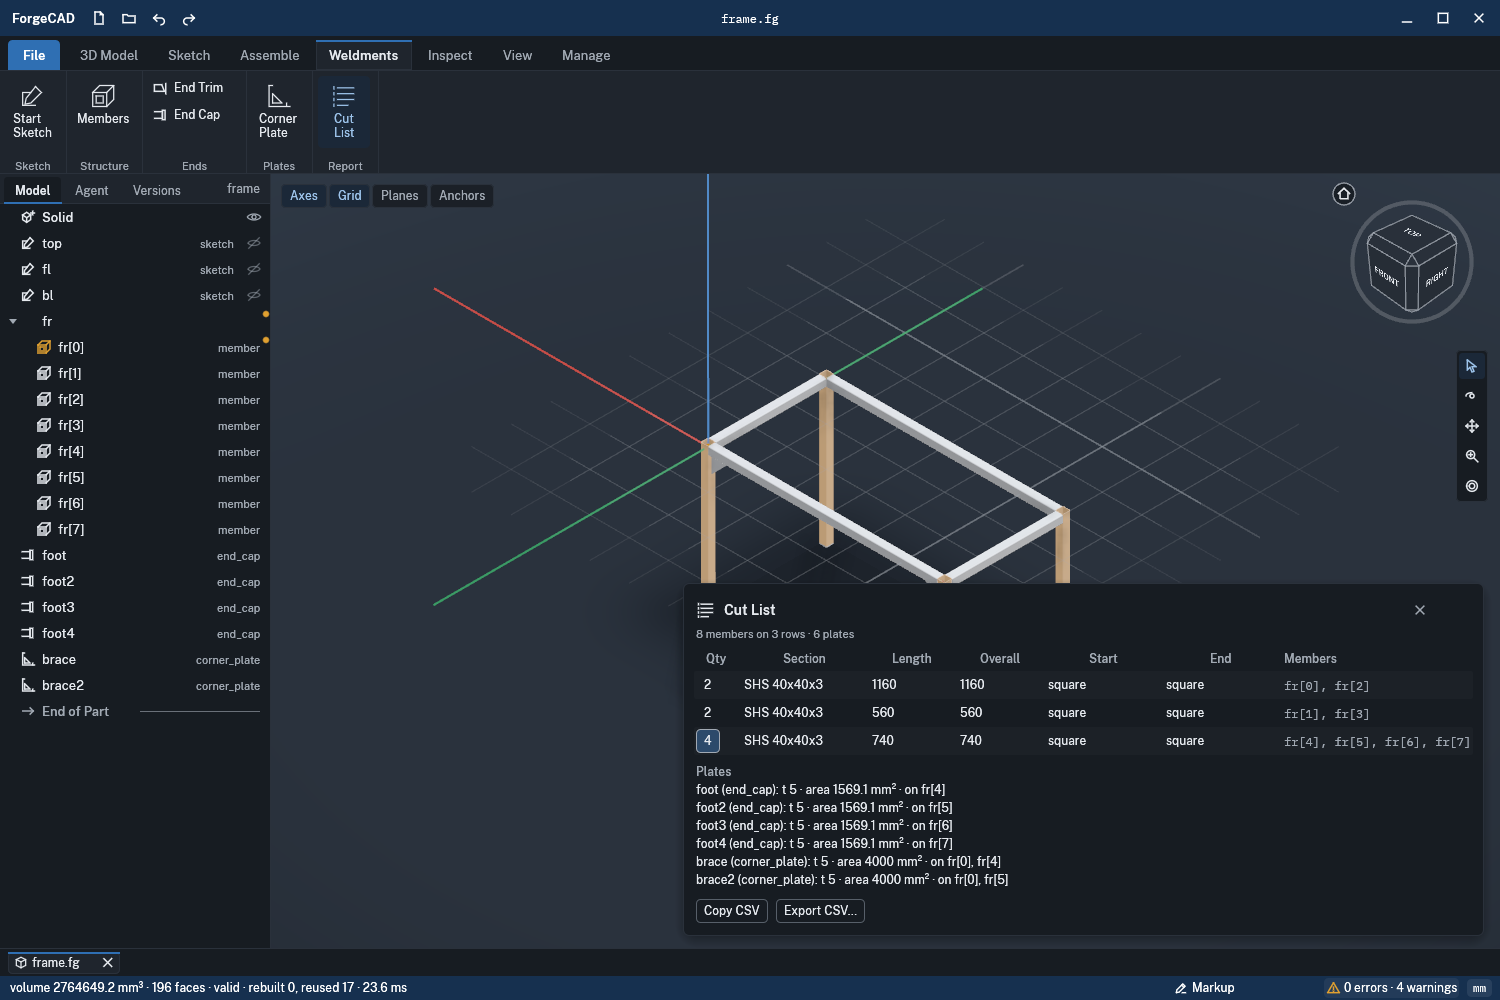 ForgeCAD
frame.fg
File
3D Model
Sketch
Assemble
Weldments
Inspect
View
Manage
Start Sketch
Members
End Trim
End Cap
Corner Plate
Cut List
Sketch
Structure
Ends
Plates
Report
Model
Agent
Versions
frame
Axes
Grid
Planes
Anchors
TOP
FRONT
RIGHT
Solid
top sketch
fl sketch
bl sketch
fr
fr[0] member
fr[1] member
fr[2] member
fr[3] member
fr[4] member
fr[5] member
fr[6] member
fr[7] member
foot end_cap
foot2 end_cap
foot3 end_cap
foot4 end_cap
brace corner_plate
brace2 corner_plate
End of Part
Cut List
8 members on 3 rows · 6 plates
Qty Section Length Overall Start End Members
2 SHS 40x40x3 1160 1160 square square fr[0], fr[2]
2 SHS 40x40x3 560 560 square square fr[1], fr[3]
4 SHS 40x40x3 740 740 square square fr[4], fr[5], fr[6], fr[7]
Plates
foot (end_cap): t 5 · area 1569.1 mm² · on fr[4]
foot2 (end_cap): t 5 · area 1569.1 mm² · on fr[5]
foot3 (end_cap): t 5 · area 1569.1 mm² · on fr[6]
foot4 (end_cap): t 5 · area 1569.1 mm² · on fr[7]
brace (corner_plate): t 5 · area 4000 mm² · on fr[0], fr[4]
brace2 (corner_plate): t 5 · area 4000 mm² · on fr[0], fr[5]
Copy CSV
Export CSV...
frame.fg
volume 2764649.2 mm³ · 196 faces · valid · rebuilt 0, reused 17 · 23.6 ms
Markup
0 errors · 4 warnings
mm